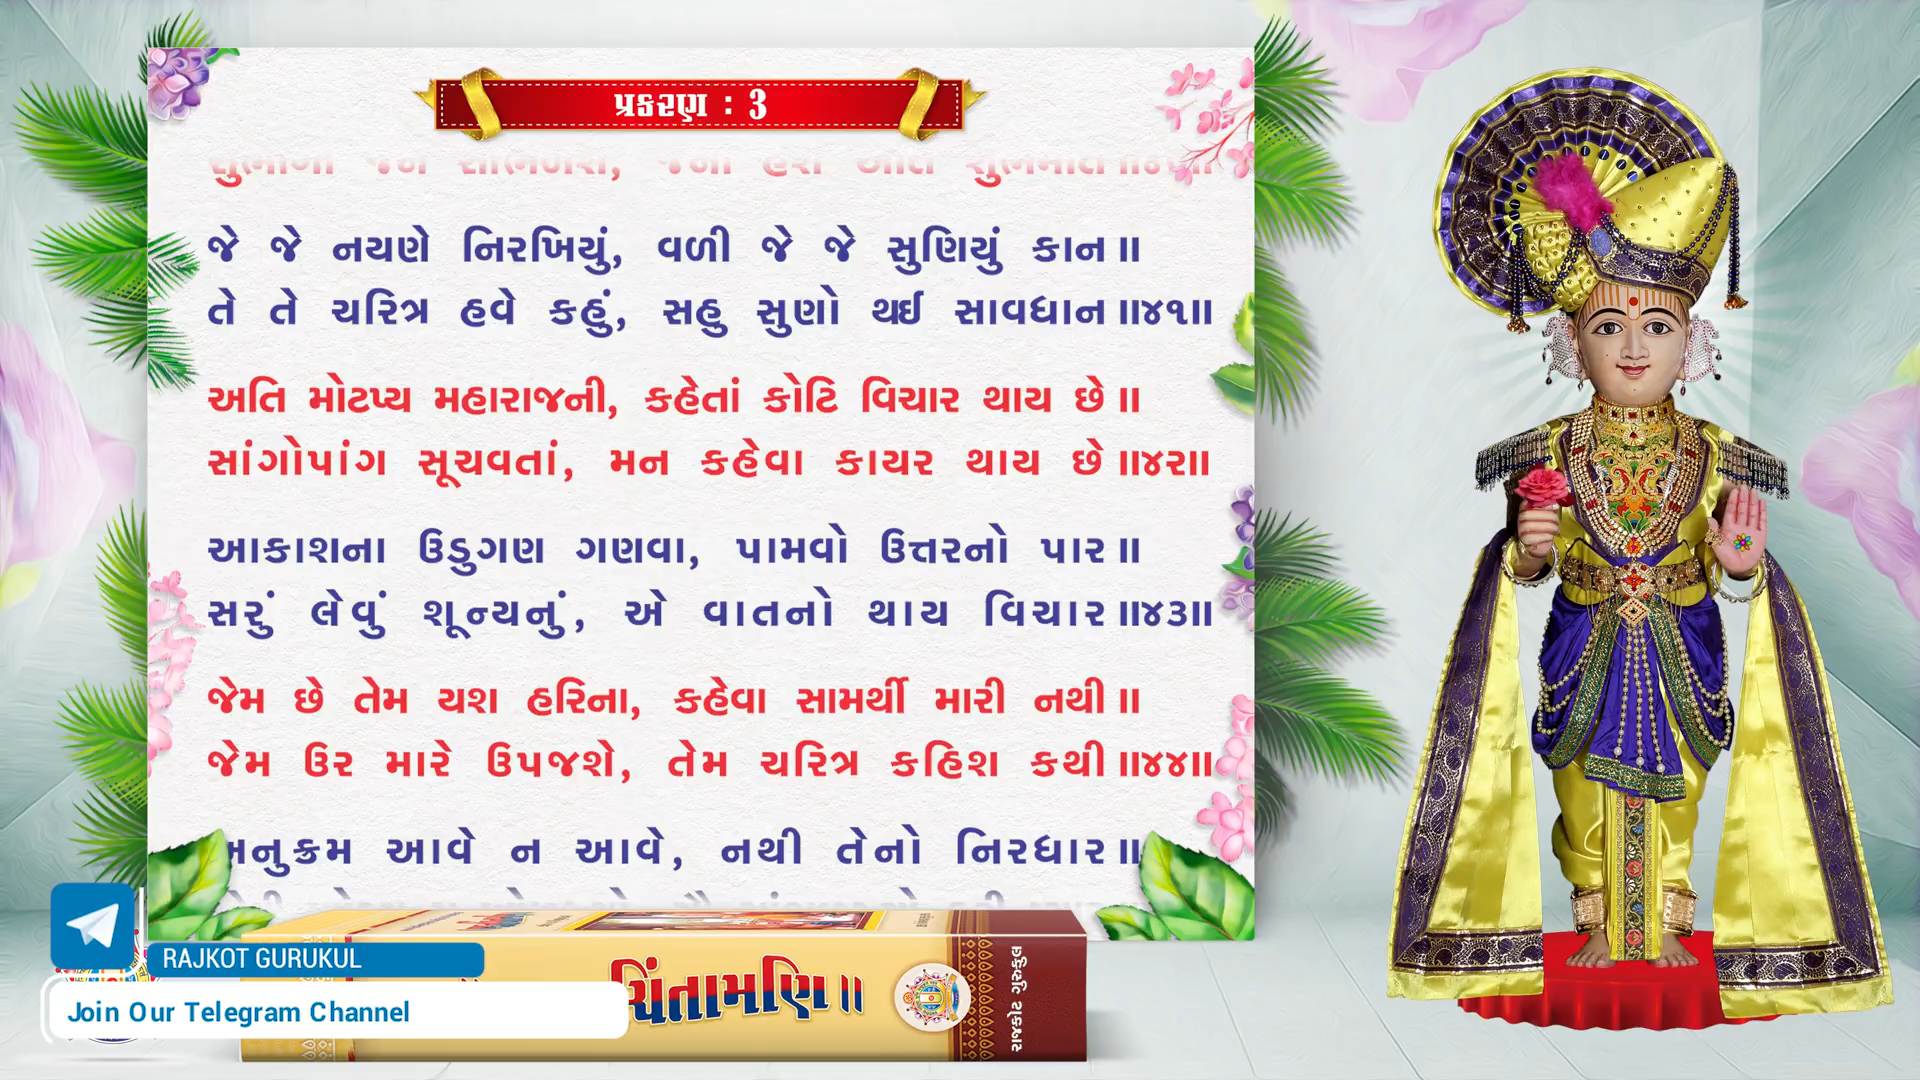 પ્રકરણ : 3
જે જે નયણે નિરખિયું, વળી જે જે સુણિયું કાન॥
તે તે ચરિત્ર હવે કહું, સહુ સુણો થઈ સાવધાન॥૪૧॥
અતિ મોટપ્ય મહારાજની, કહેતાં કોટિ વિચાર થાય છે॥
સાંગોપાંગ સૂચવતાં, મન કહેવા કાયર થાય છે॥૪૨॥
આકાશના ઉડુગણ ગણવા, પામવો ઉત્તરનો પાર॥
સરું લેવું શૂન્યનું, એ વાતનો થાય વિચાર॥૪૩॥
જેમ છે તેમ યશ હરિના, કહેવા સામર્થી મારી નથી॥
જેમ ઉર મારે ઉપજશે, તેમ ચરિત્ર કહિશ કથી॥૪૪॥
અનુક્રમ આવે ન આવે, નથી તેનો નિરધાર॥
RAJKOT GURUKUL
Join Our Telegram Channel
ચિંતામણિ॥
રાજકોટ ગુરુકુલ